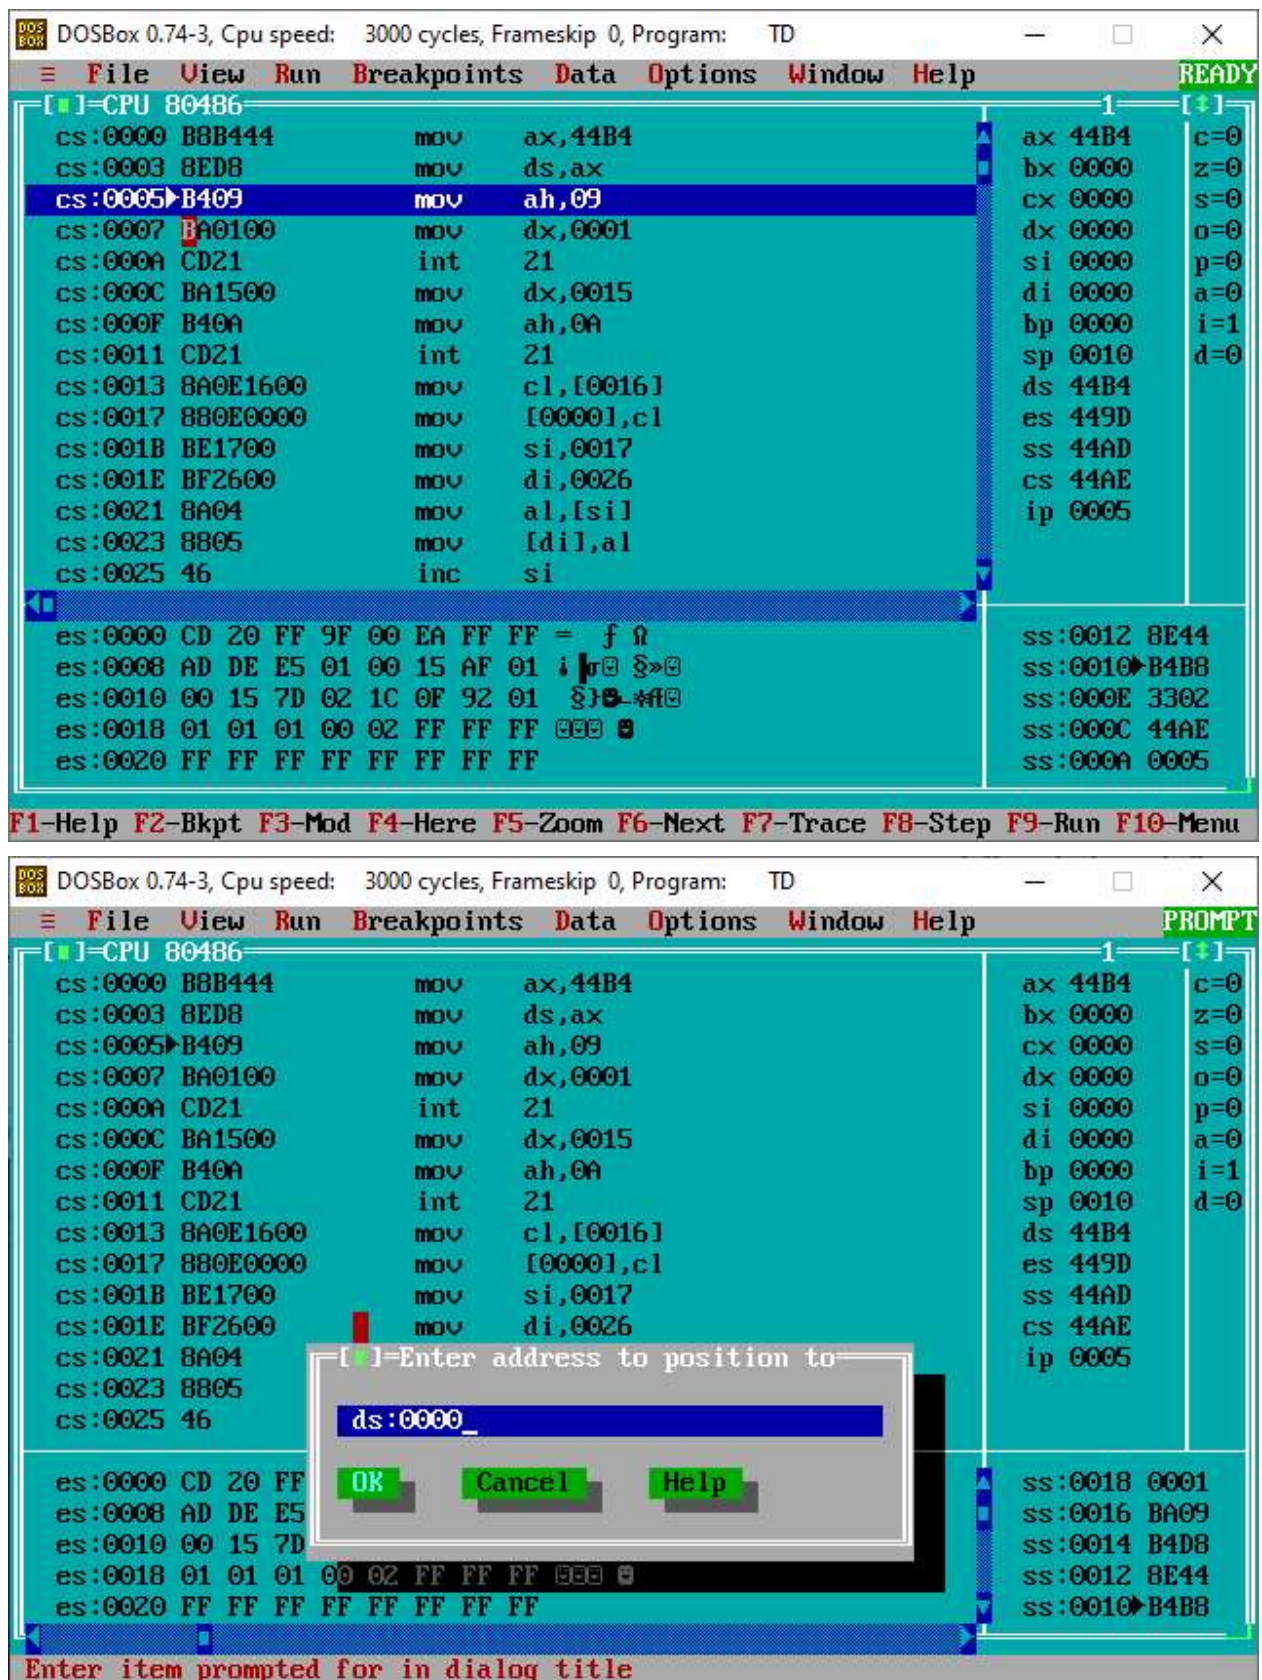 DOSBox 0.74-3, Cpu speed: 3000 cycles, Frameskip 0, Program: TD
≡ File View Run Breakpoints Data Options Window Help READY
[■]=CPU 80486 1 [↕]
cs:0000 B8B444 mov ax,44B4 ax 44B4 c=0
cs:0003 8ED8 mov ds,ax bx 0000 z=0
cs:0005►B409 mov ah,09 cx 0000 s=0
cs:0007 BA0100 mov dx,0001 dx 0000 o=0
cs:000A CD21 int 21 si 0000 p=0
cs:000C BA1500 mov dx,0015 di 0000 a=0
cs:000F B40A mov ah,0A bp 0000 i=1
cs:0011 CD21 int 21 sp 0010 d=0
cs:0013 8A0E1600 mov cl,[0016] ds 44B4
cs:0017 880E0000 mov [0000],cl es 449D
cs:001B BE1700 mov si,0017 ss 44AD
cs:001E BF2600 mov di,0026 cs 44AE
cs:0021 8A04 mov al,[si] ip 0005
cs:0023 8805 mov [di],al
cs:0025 46 inc si
es:0000 CD 20 FF 9F 00 EA FF FF = ƒ Ω ss:0012 8E44
es:0008 AD DE E5 01 00 15 AF 01 ¡▐σ☺ §»☺ ss:0010►B4B8
es:0010 00 15 7D 02 1C 0F 92 01 §}☻∟☼Æ☺ ss:000E 3302
es:0018 01 01 01 00 02 FF FF FF ☺☺☺ ☻ ss:000C 44AE
es:0020 FF FF FF FF FF FF FF FF ss:000A 0005
F1-Help F2-Bkpt F3-Mod F4-Here F5-Zoom F6-Next F7-Trace F8-Step F9-Run F10-Menu
DOSBox 0.74-3, Cpu speed: 3000 cycles, Frameskip 0, Program: TD
≡ File View Run Breakpoints Data Options Window Help PROMPT
[■]=CPU 80486 1 [↕]
cs:0000 B8B444 mov ax,44B4 ax 44B4 c=0
cs:0003 8ED8 mov ds,ax bx 0000 z=0
cs:0005►B409 mov ah,09 cx 0000 s=0
cs:0007 BA0100 mov dx,0001 dx 0000 o=0
cs:000A CD21 int 21 si 0000 p=0
cs:000C BA1500 mov dx,0015 di 0000 a=0
cs:000F B40A mov ah,0A bp 0000 i=1
cs:0011 CD21 int 21 sp 0010 d=0
cs:0013 8A0E1600 mov cl,[0016] ds 44B4
cs:0017 880E0000 mov [0000],cl es 449D
cs:001B BE1700 mov si,0017 ss 44AD
cs:001E BF2600 mov di,0026 cs 44AE
cs:0021 8A04 [■]=Enter address to position to ip 0005
cs:0023 8805
cs:0025 46 ds:0000_
es:0000 CD 20 FF OK Cancel Help ss:0018 0001
es:0008 AD DE E5 ss:0016 BA09
es:0010 00 15 7D ss:0014 B4D8
es:0018 01 01 01 00 02 FF FF FF ☺☺☺ ☻ ss:0012 8E44
es:0020 FF FF FF FF FF FF FF FF ss:0010►B4B8
Enter item prompted for in dialog title